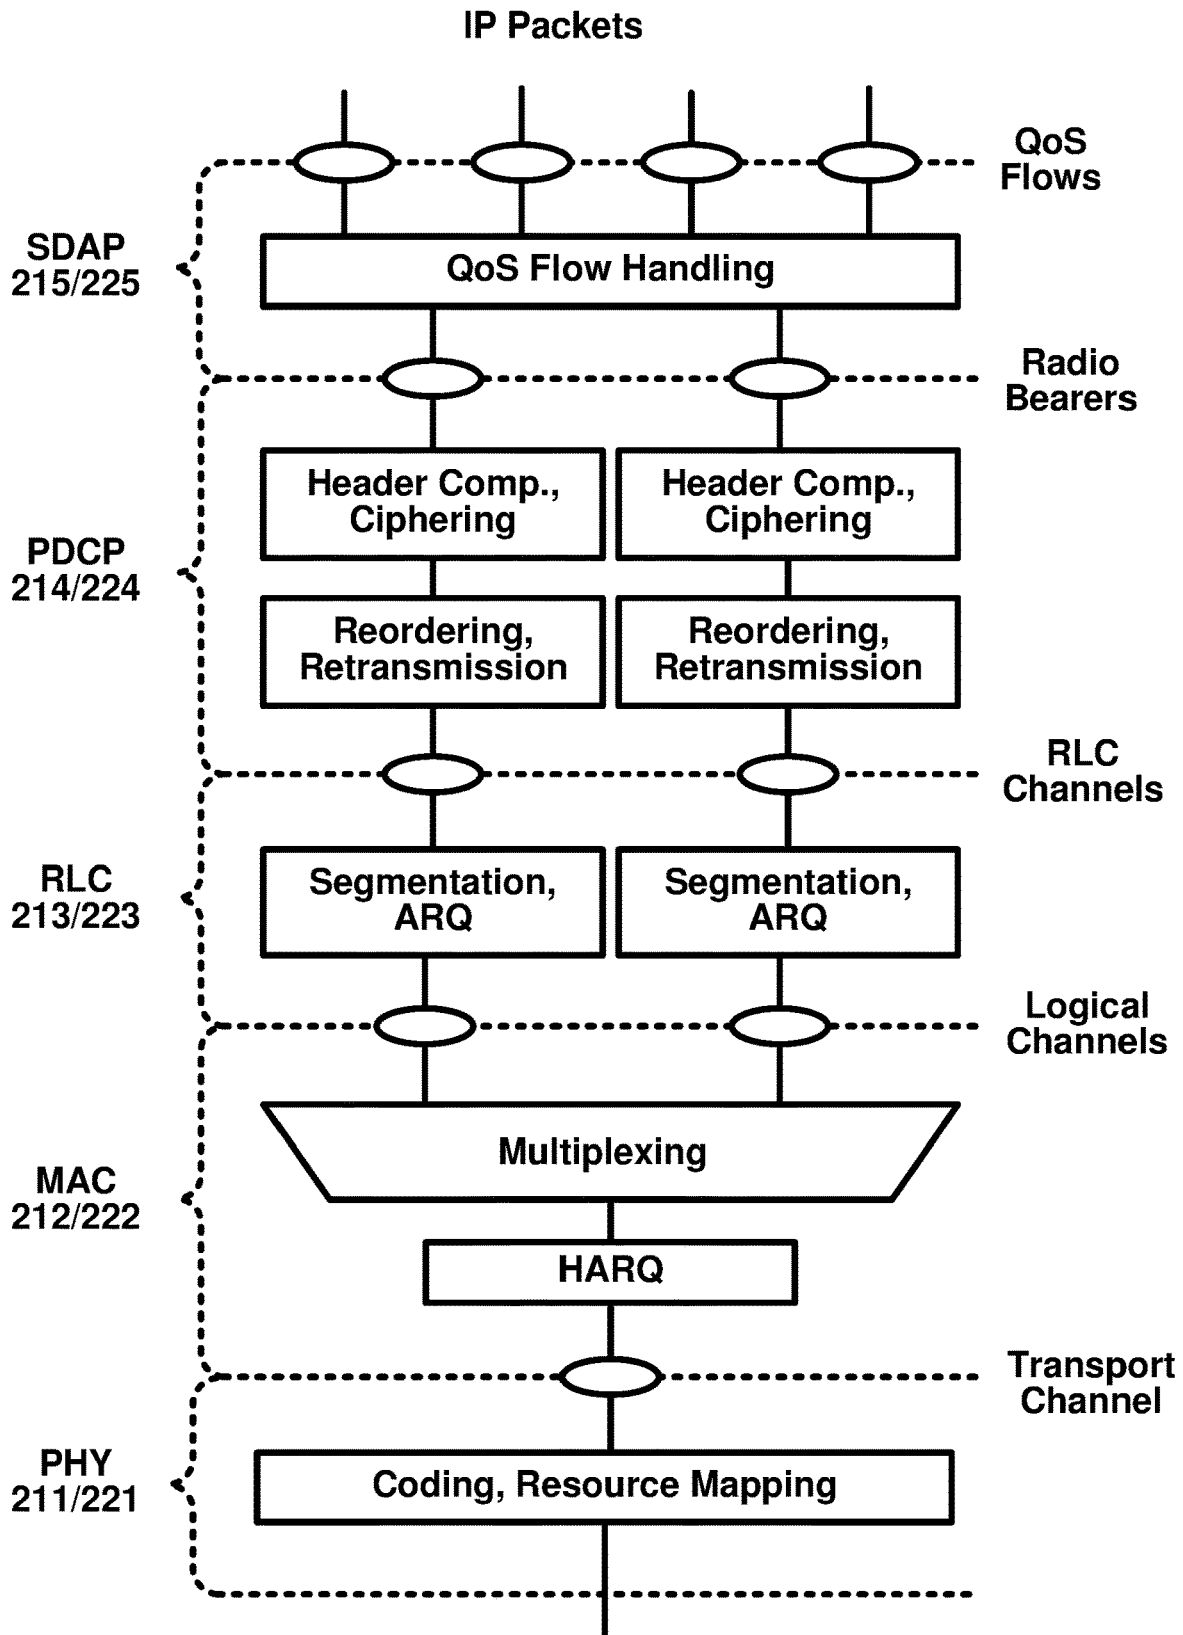 IP Packets
QoS
Flows
SDAP
215/225
QoS Flow Handling
Radio
Bearers
Header Comp.,
Ciphering
Header Comp.,
Ciphering
PDCP
214/224
Reordering,
Retransmission
Reordering,
Retransmission
RLC
Channels
RLC
213/223
Segmentation,
ARQ
Segmentation,
ARQ
Logical
Channels
Multiplexing
MAC
212/222
HARQ
Transport
Channel
PHY
211/221
Coding, Resource Mapping